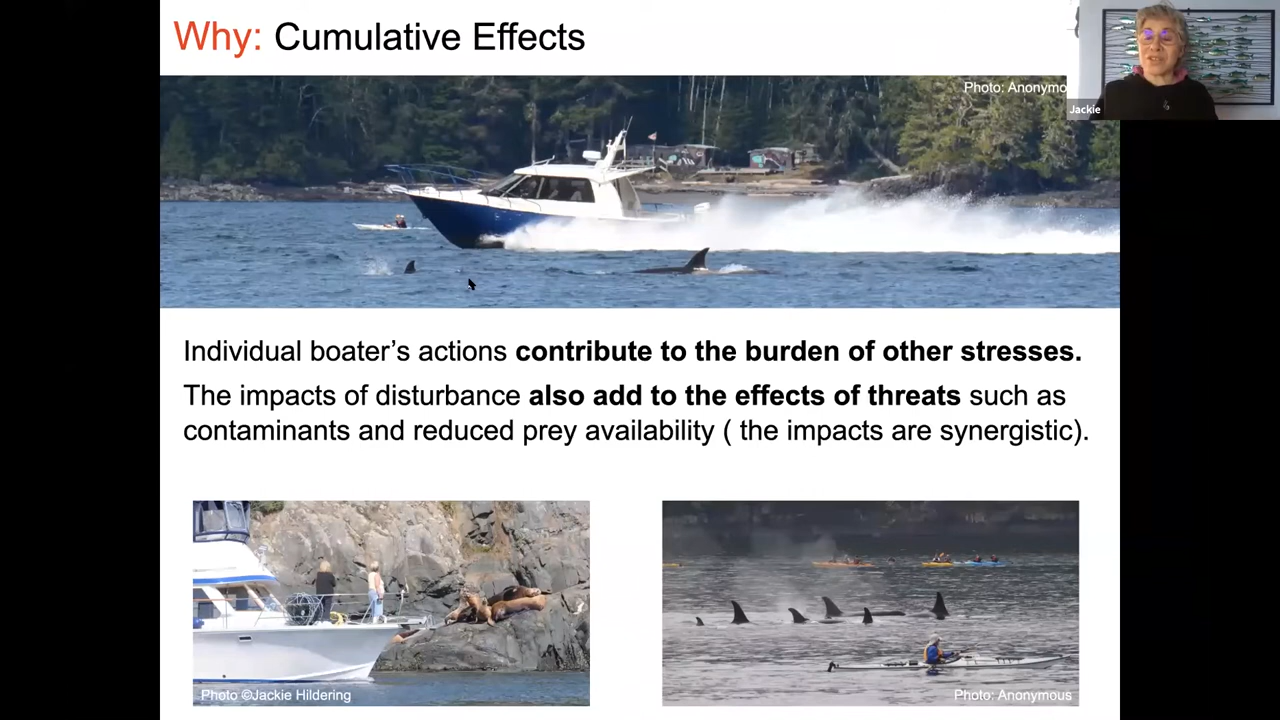 Why: Cumulative Effects
Photo: Anonymo
Jackie
Individual boater’s actions contribute to the burden of other stresses.
The impacts of disturbance also add to the effects of threats such as
contaminants and reduced prey availability ( the impacts are synergistic).
Photo ©Jackie Hildering
Photo: Anonymous